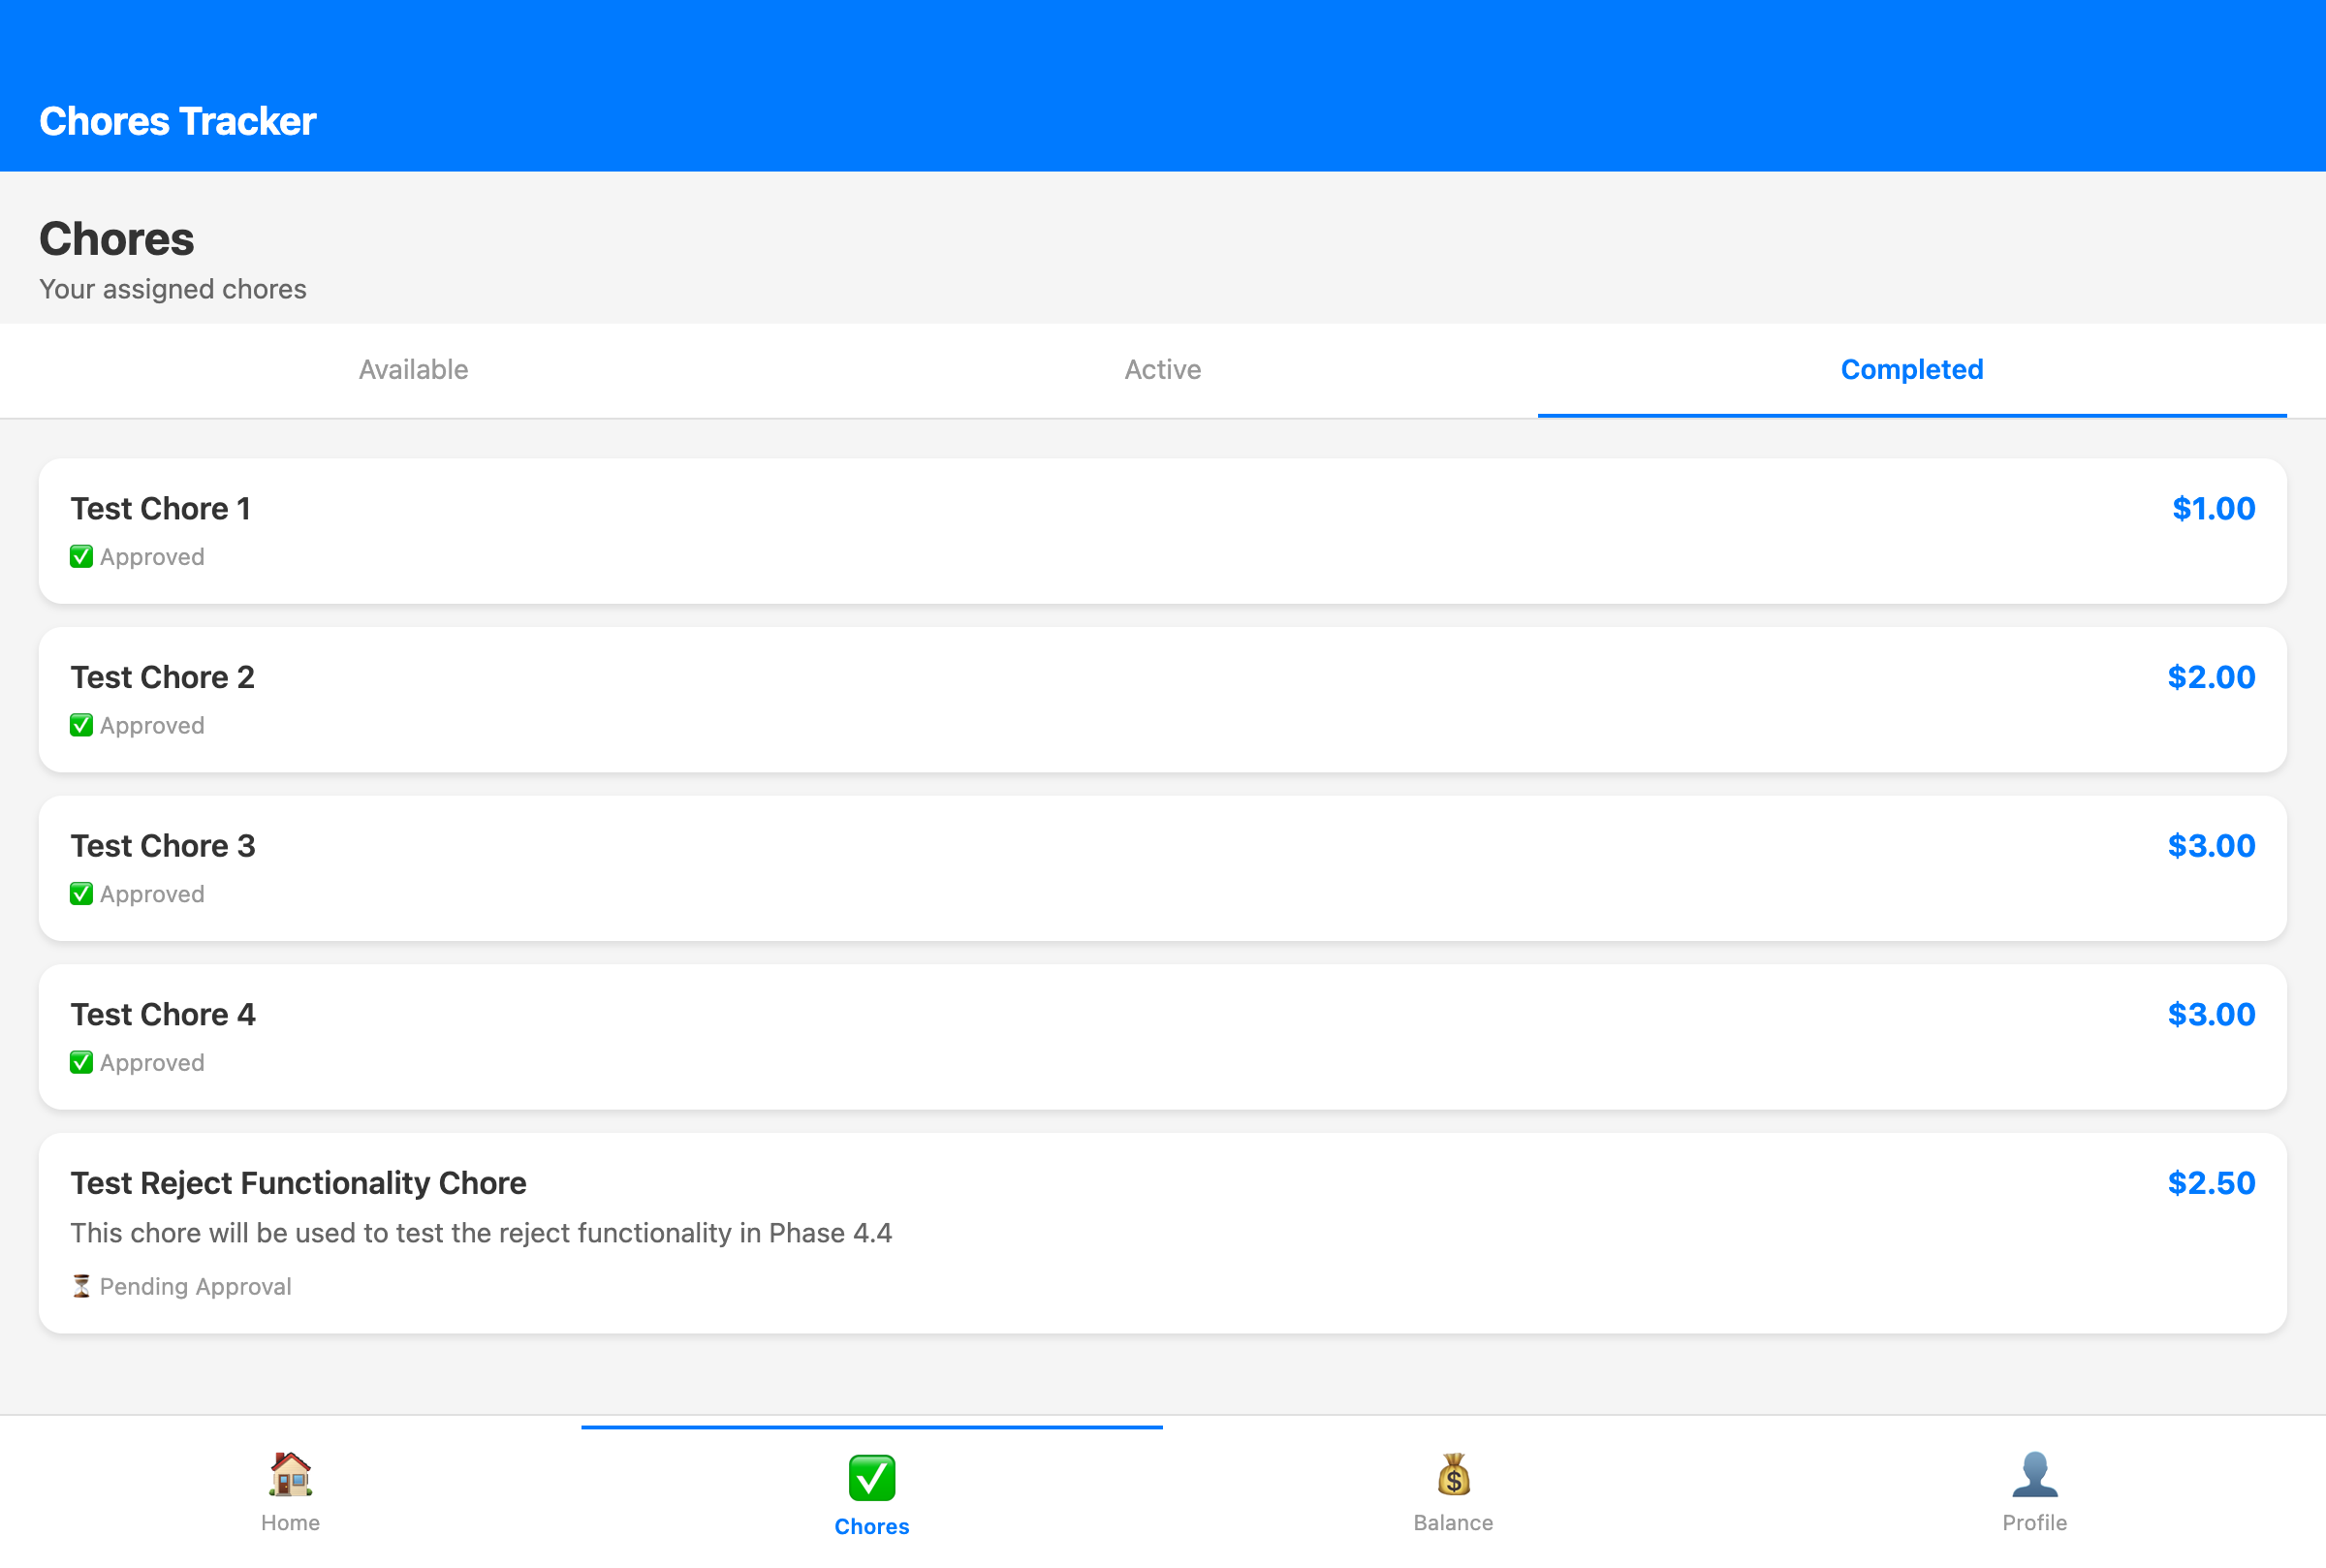 Chores Tracker
Chores
Your assigned chores
Available
Active
Completed
Test Chore 1
$1.00
✅ Approved
Test Chore 2
$2.00
✅ Approved
Test Chore 3
$3.00
✅ Approved
Test Chore 4
$3.00
✅ Approved
Test Reject Functionality Chore
$2.50
This chore will be used to test the reject functionality in Phase 4.4
⏳ Pending Approval
Home
Chores
Balance
Profile